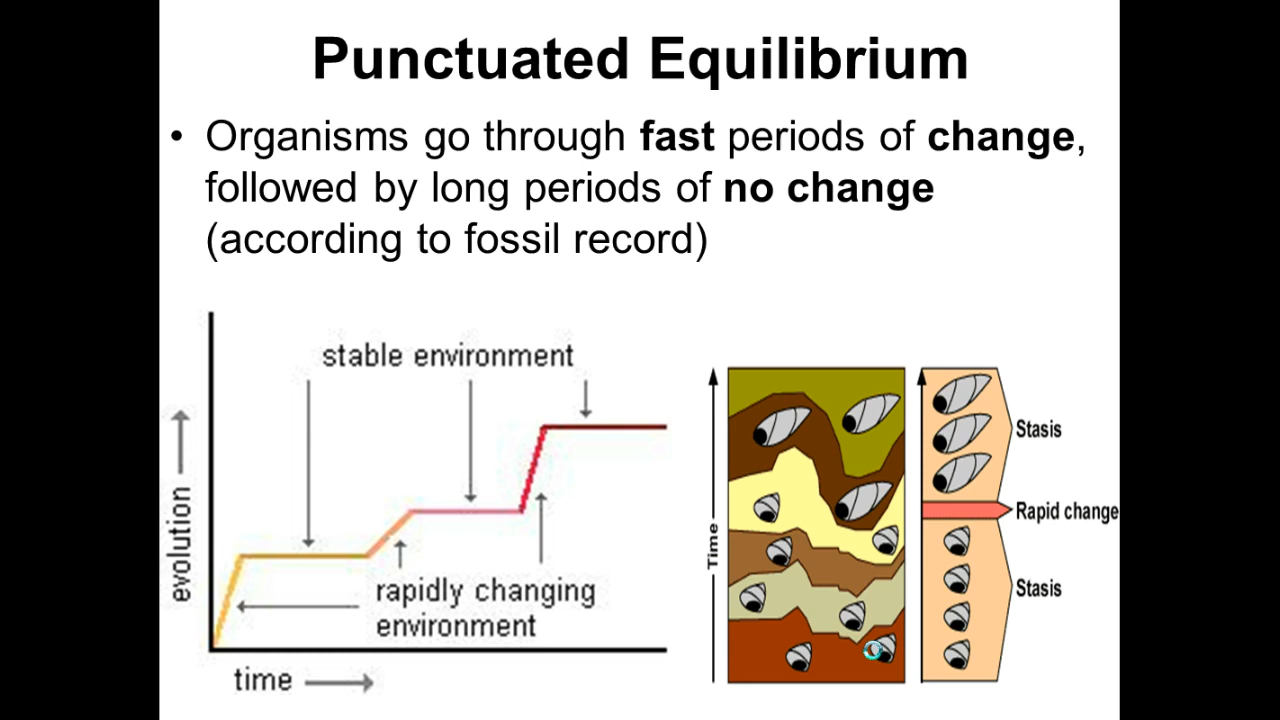 Punctuated Equilibrium
• Organisms go through fast periods of change,
followed by long periods of no change
(according to fossil record)
stable environment
evolution
rapidly changing
environment
time
Time
Stasis
Rapid change
Stasis